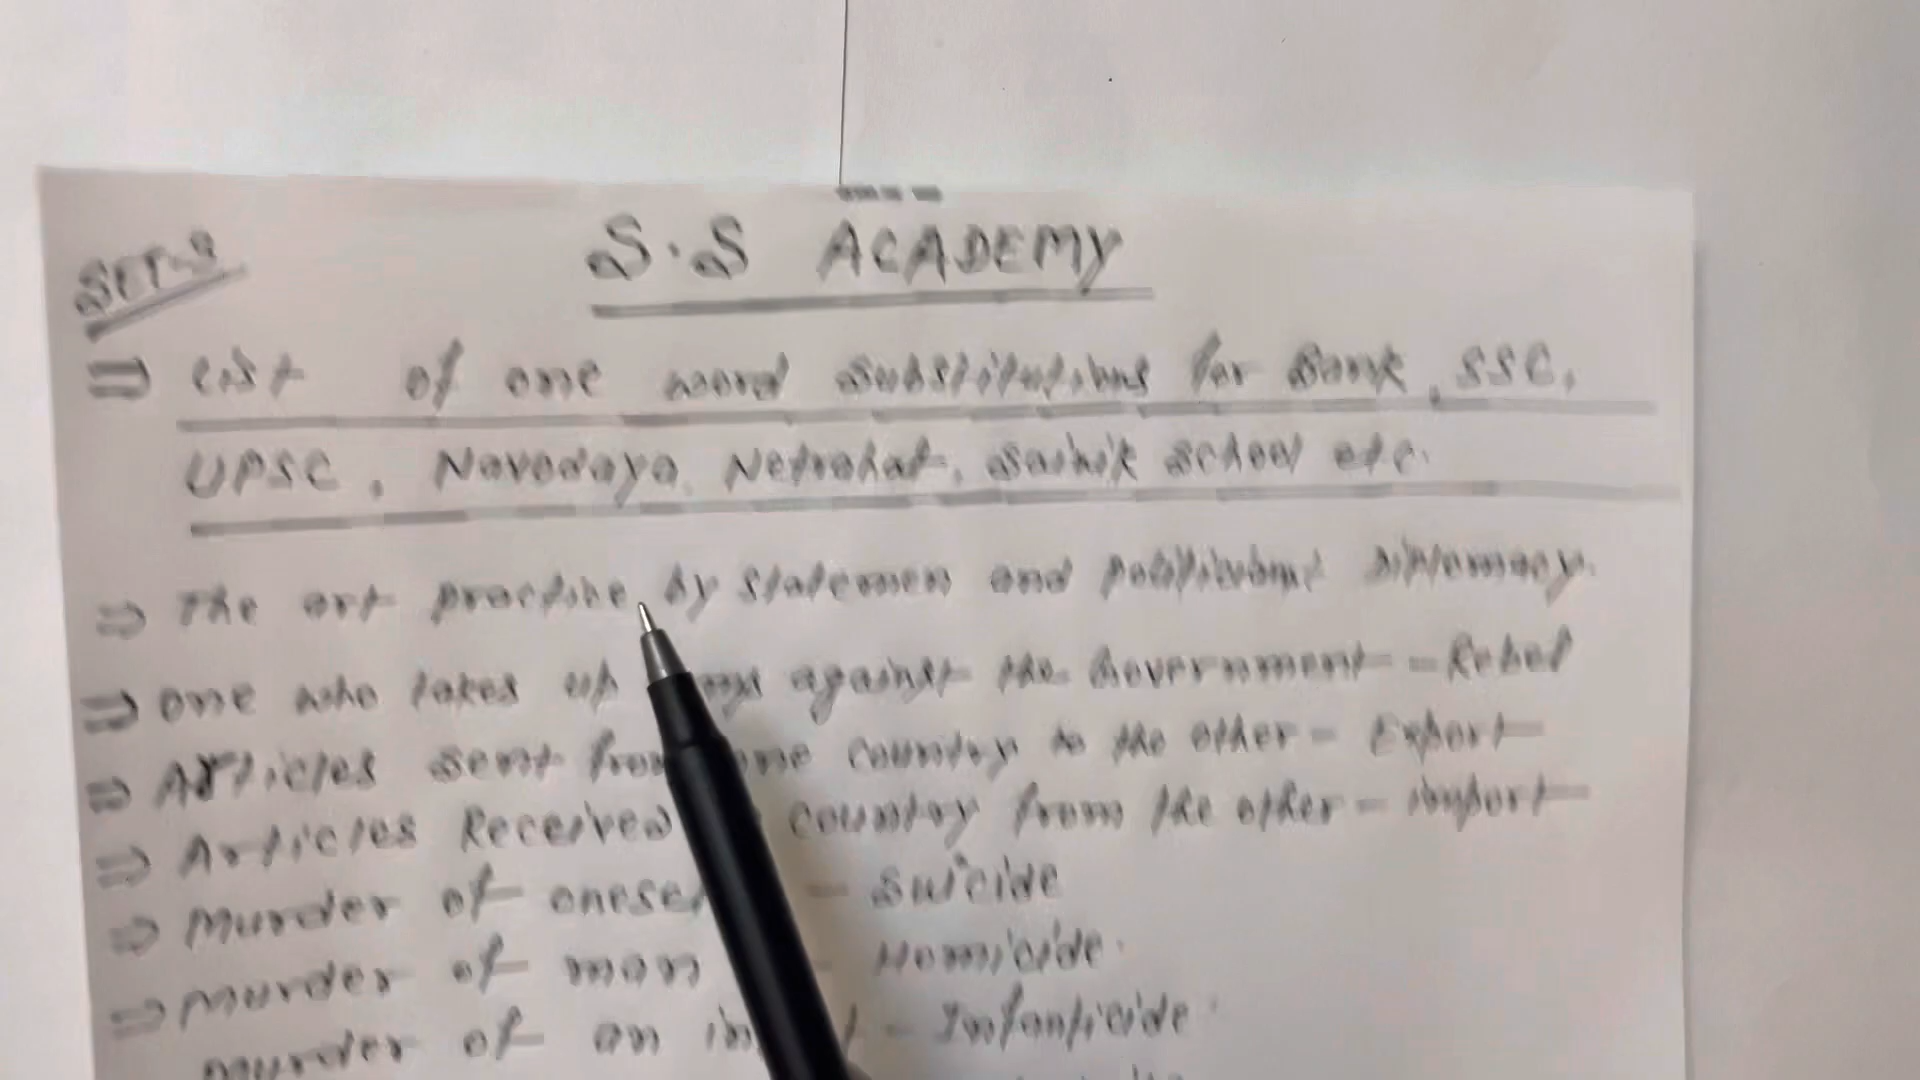 SET-3
S.S ACADEMY
⇒ List of one word substitutions for Bank, SSC,
UPSC, Navodaya, Netrahat, Sainik School etc.
⇒ The art practise by statemen and Diplomacy.
⇒ one who takes up against the Government - Rebel
⇒ Articles sent from one country to the other - Export
⇒ Articles Received country from the other - import
⇒ Murder of - Suicide
⇒ Murder of man - Homicide.
murder of an - Infanticide